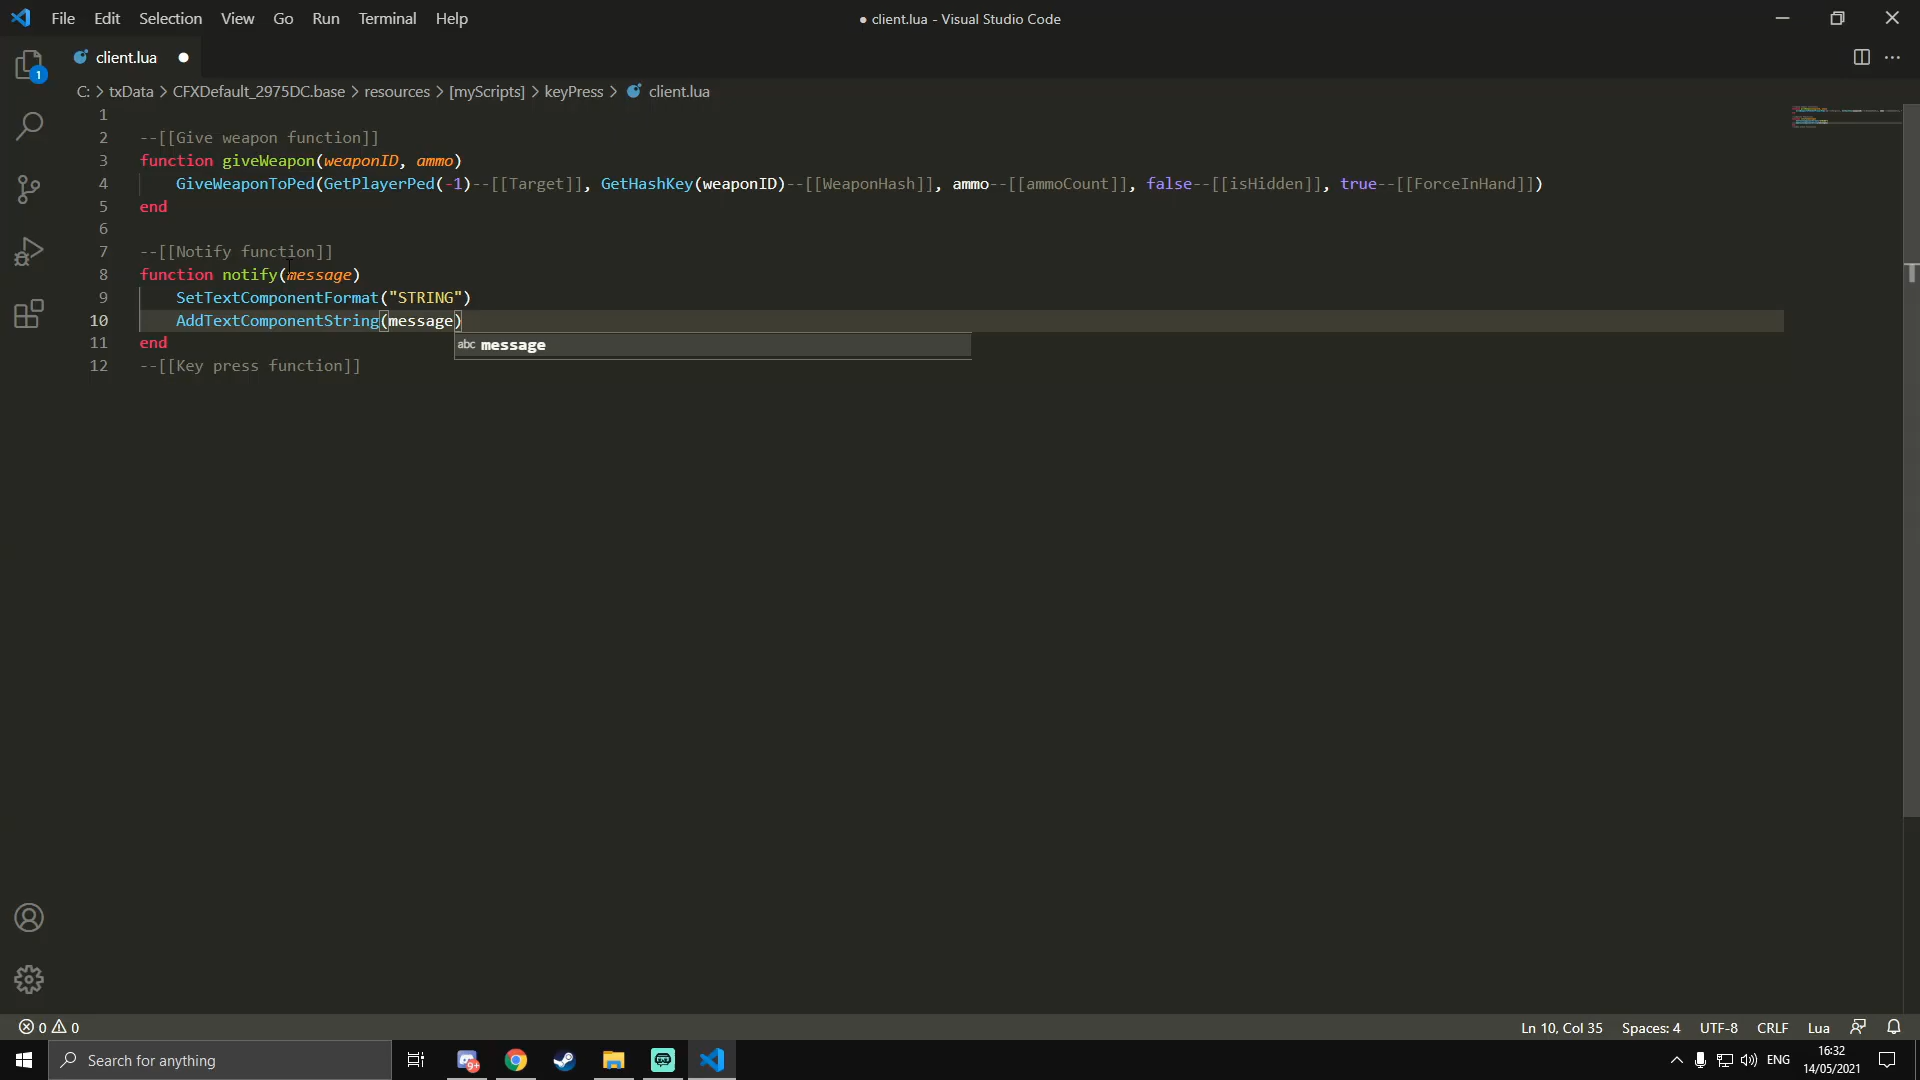 File Edit Selection View Go Run Terminal Help
● client.lua - Visual Studio Code
1
client.lua ●
C: > txData > CFXDefault_2975DC.base > resources > [myScripts] > keyPress > client.lua
1
2 --[[Give weapon function]]
3 function giveWeapon(weaponID, ammo)
4 GiveWeaponToPed(GetPlayerPed(-1)--[[Target]], GetHashKey(weaponID)--[[WeaponHash]], ammo--[[ammoCount]], false--[[isHidden]], true--[[ForceInHand]])
5 end
6
7 --[[Notify function]]
8 function notify(message)
9 SetTextComponentFormat("STRING")
10 AddTextComponentString(message)
11 end
abc message
12 --[[Key press function]]
0 0
Ln 10, Col 35 Spaces: 4 UTF-8 CRLF Lua
Search for anything
9+
ENG
16:32
14/05/2021